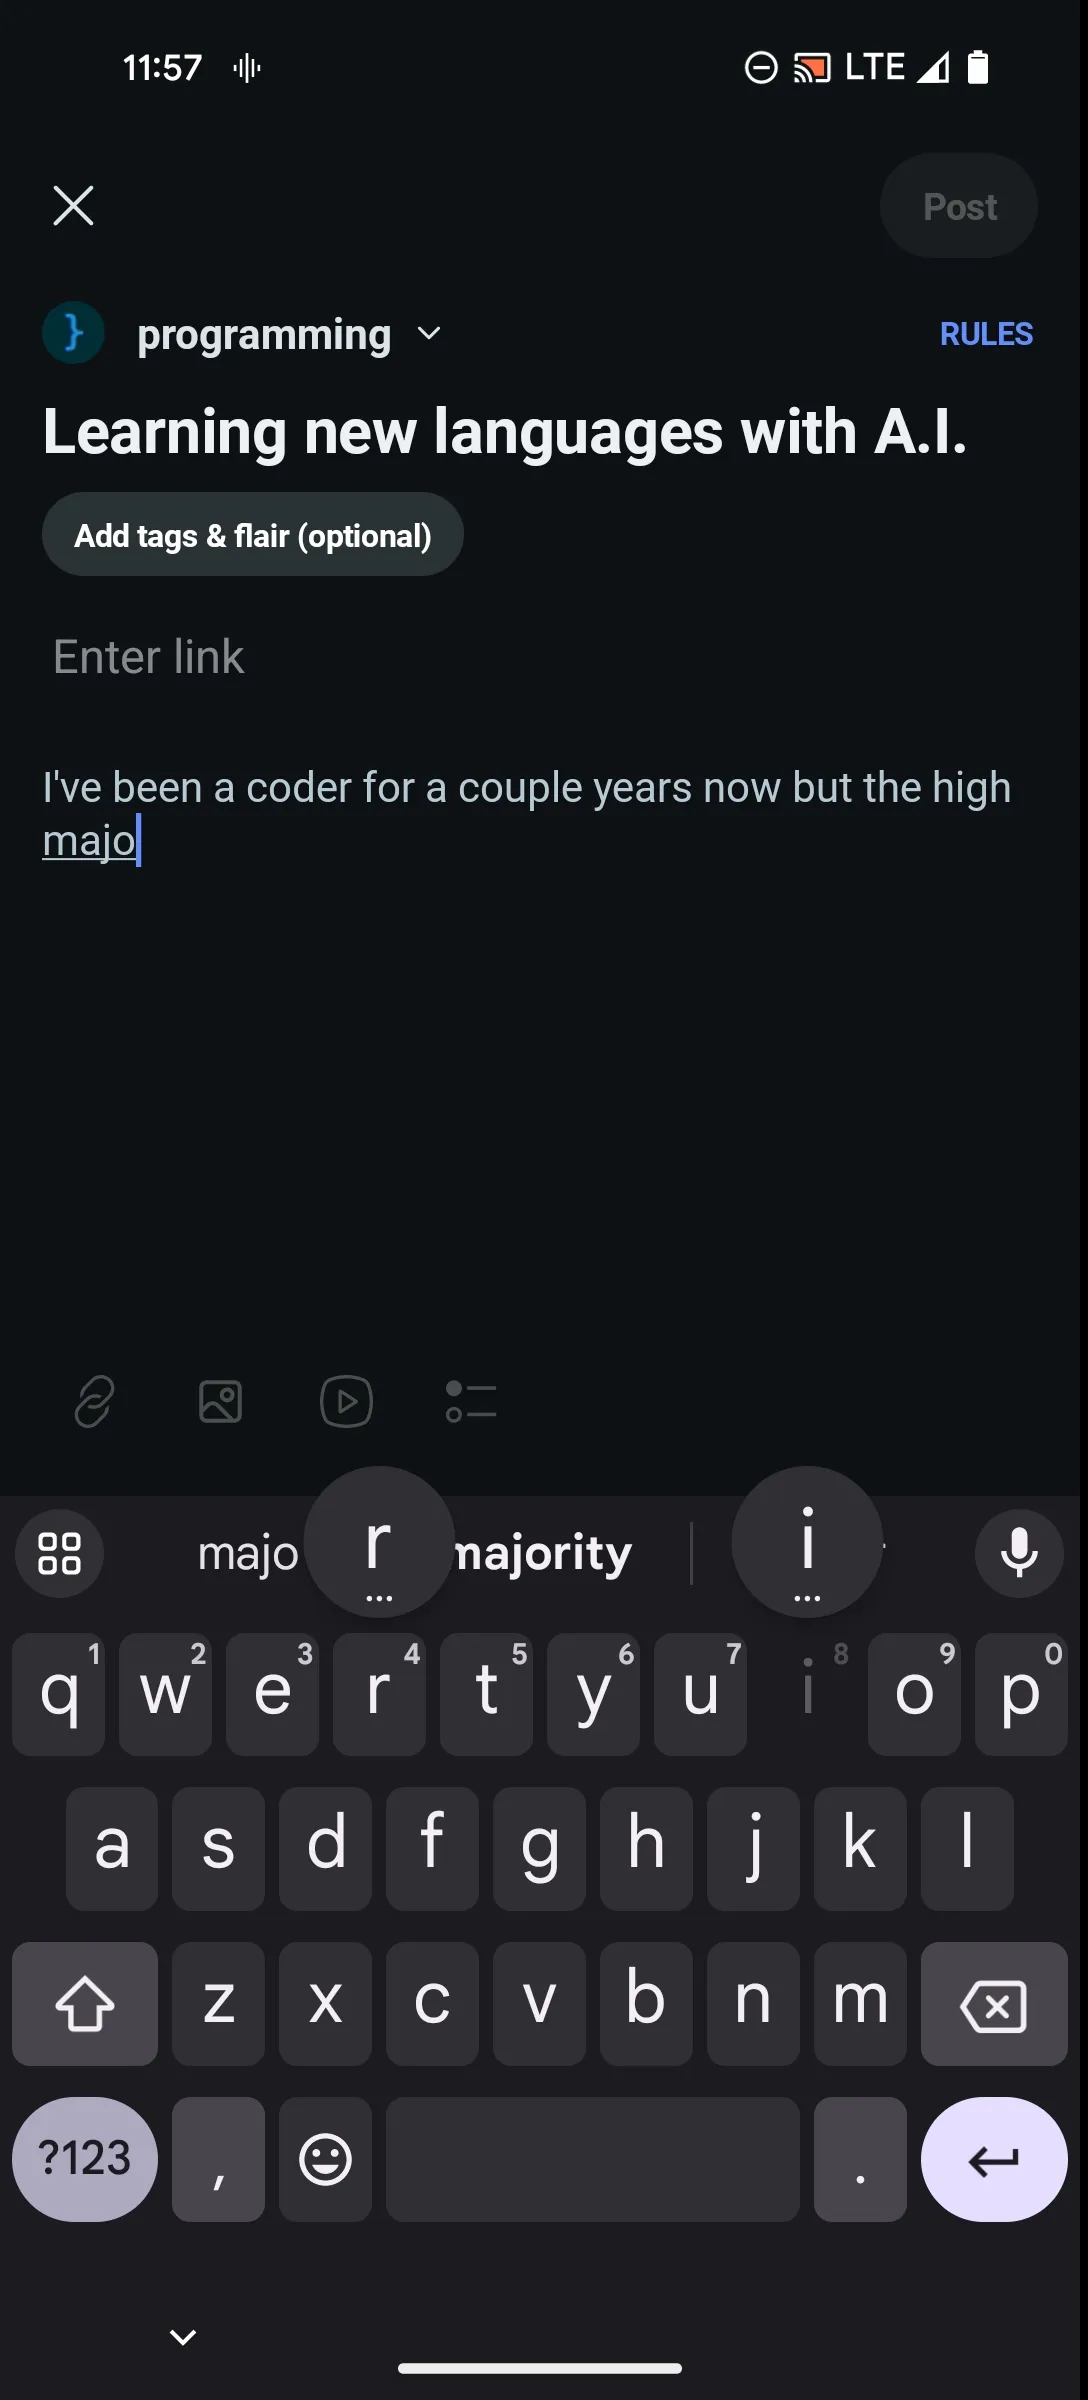 11:57
LTE
Post
programming
RULES
Learning new languages with A.I.
Add tags & flair (optional)
Enter link
I've been a coder for a couple years now but the high
majo
majo
r
majority
i
q 1 w 2 e 3 r 4 t 5 y 6 u 7 i 8 o 9 p 0
a s d f g h j k l
z x c v b n m
?123 , .